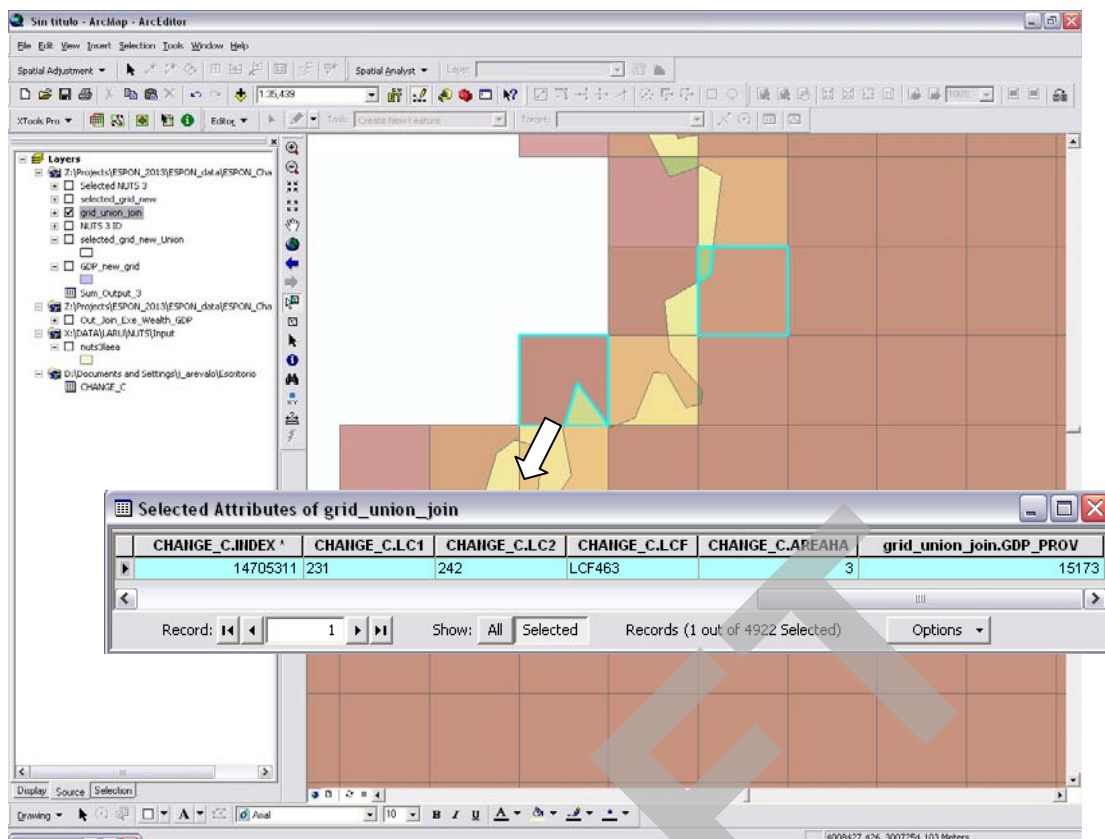 Sin titulo - ArcMap - ArcEditor
File Edit View Insert Selection Tools Window Help
Spatial Adjustment Spatial Analyst Layer:
1:35,439 100%
XTools Pro Editor Task: Create New Feature Target:
Layers
Z:\Projects\ESPON_2013\ESPON_data\ESPON_Cha
Selected NUTS 3
selected_grid_new
grid_union_join
NUTS 3 ID
selected_grid_new_Union
GDP_new_grid
Sum_Output_3
Z:\Projects\ESPON_2013\ESPON_data\ESPON_Cha
Out_Join_Exe_Wealth_GDP
X:\DATA\LARU\NUTS\Input
nuts3laea
D:\Documents and Settings\j_arevalo\Escritorio
CHANGE_C
Selected Attributes of grid_union_join
CHANGE_C.INDEX * CHANGE_C.LC1 CHANGE_C.LC2 CHANGE_C.LCF CHANGE_C.AREAHA grid_union_join.GDP_PROV
14705311 231 242 LCF463 3 15173
Record: 1 Show: All Selected Records (1 out of 4922 Selected) Options
Display Source Selection
Drawing A Arial 10 B I U A
4008427,426 3007254,103 Meters